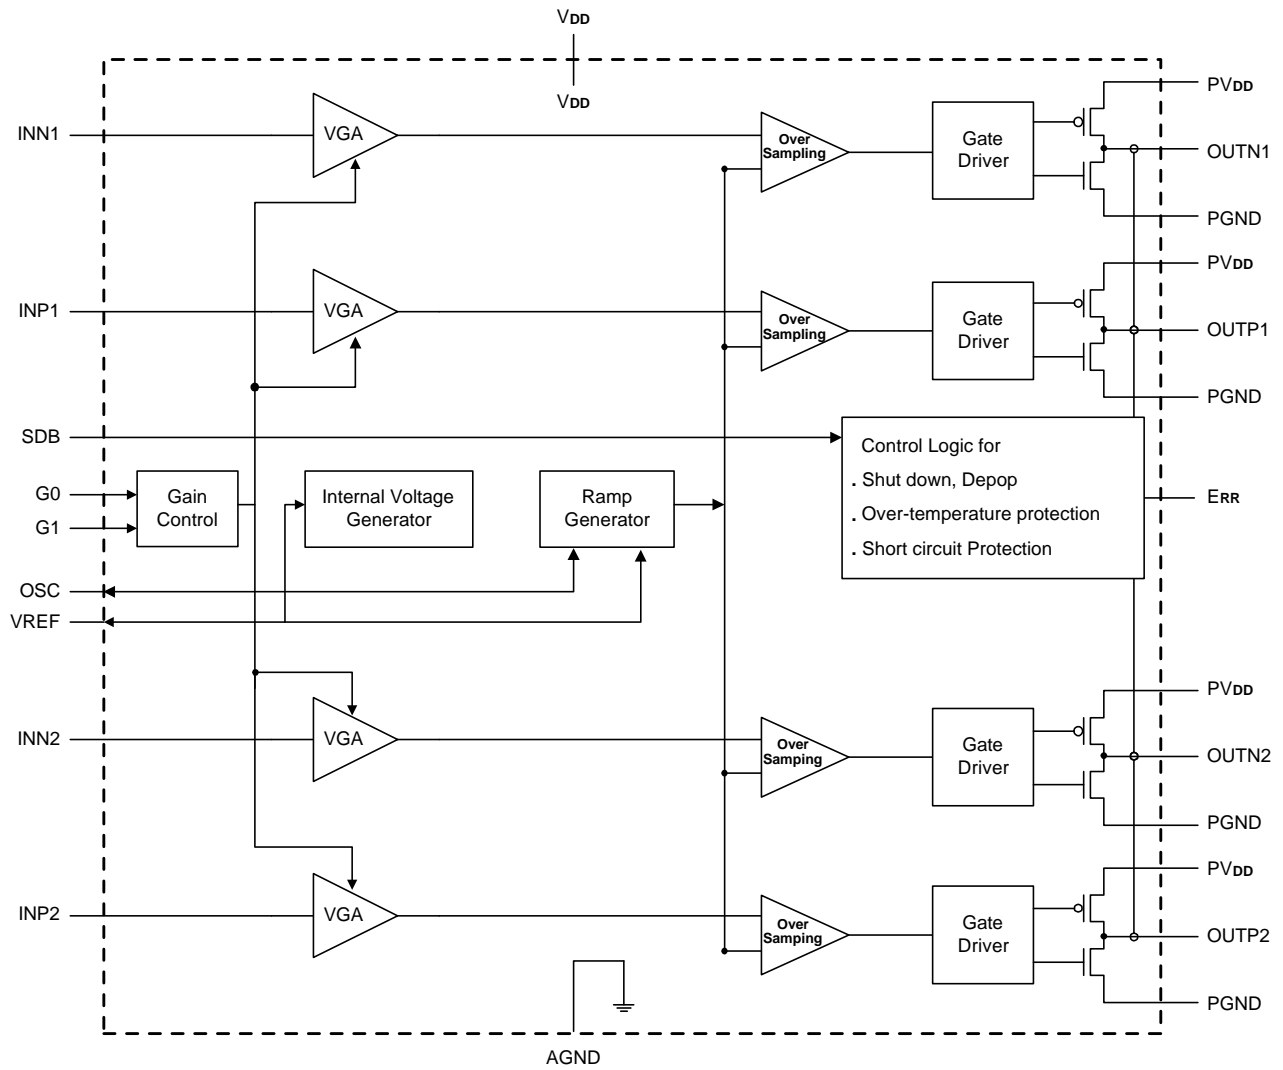 VDD
VDD
INN1
VGA
Over
Sampling
Gate
Driver
PVDD
OUTN1
PGND
INP1
VGA
Over
Sampling
Gate
Driver
PVDD
OUTP1
PGND
SDB
G0
G1
Gain
Control
Internal Voltage
Generator
Ramp
Generator
Control Logic for
. Shut down, Depop
. Over-temperature protection
. Short circuit Protection
ERR
OSC
VREF
INN2
VGA
Over
Samping
Gate
Driver
PVDD
OUTN2
PGND
INP2
VGA
Over
Samping
Gate
Driver
PVDD
OUTP2
PGND
AGND